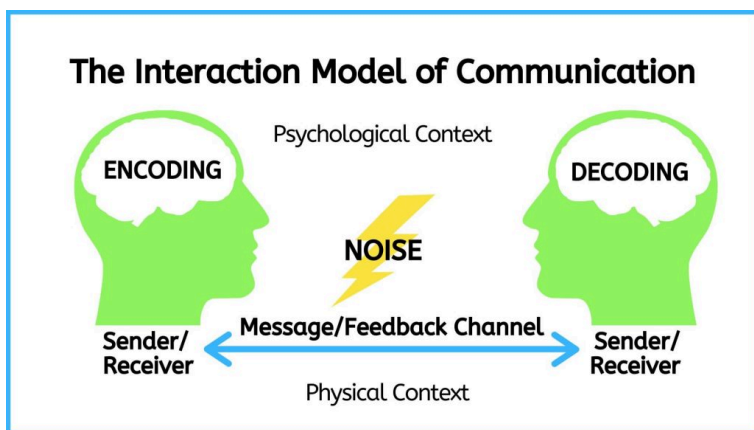 The Interaction Model of Communication
Psychological Context
ENCODING
DECODING
NOISE
Message/Feedback Channel
Sender/
Receiver
Sender/
Receiver
Physical Context